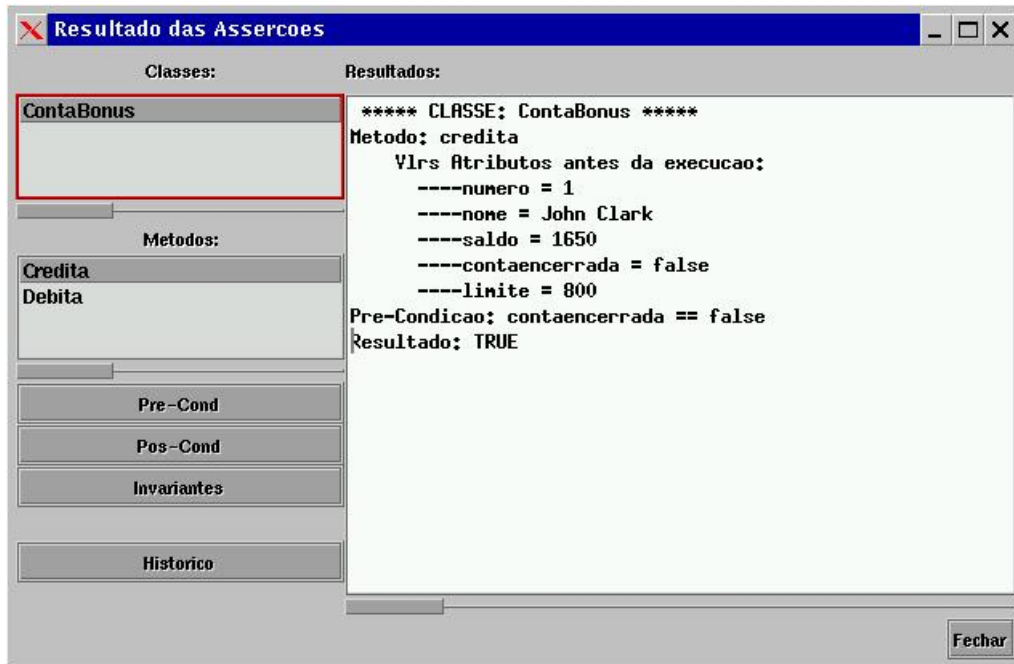 Resultado das Assercoes
Classes:
ContaBonus
Metodos:
Credita
Debita
Pre-Cond
Pos-Cond
Invariantes
Historico
Resultados:
***** CLASSE: ContaBonus *****
Metodo: credita
Vlrs Atributos antes da execucao:
----numero = 1
----nome = John Clark
----saldo = 1650
----contaencerrada = false
----limite = 800
Pre-Condicao: contaencerrada == false
Resultado: TRUE
Fechar